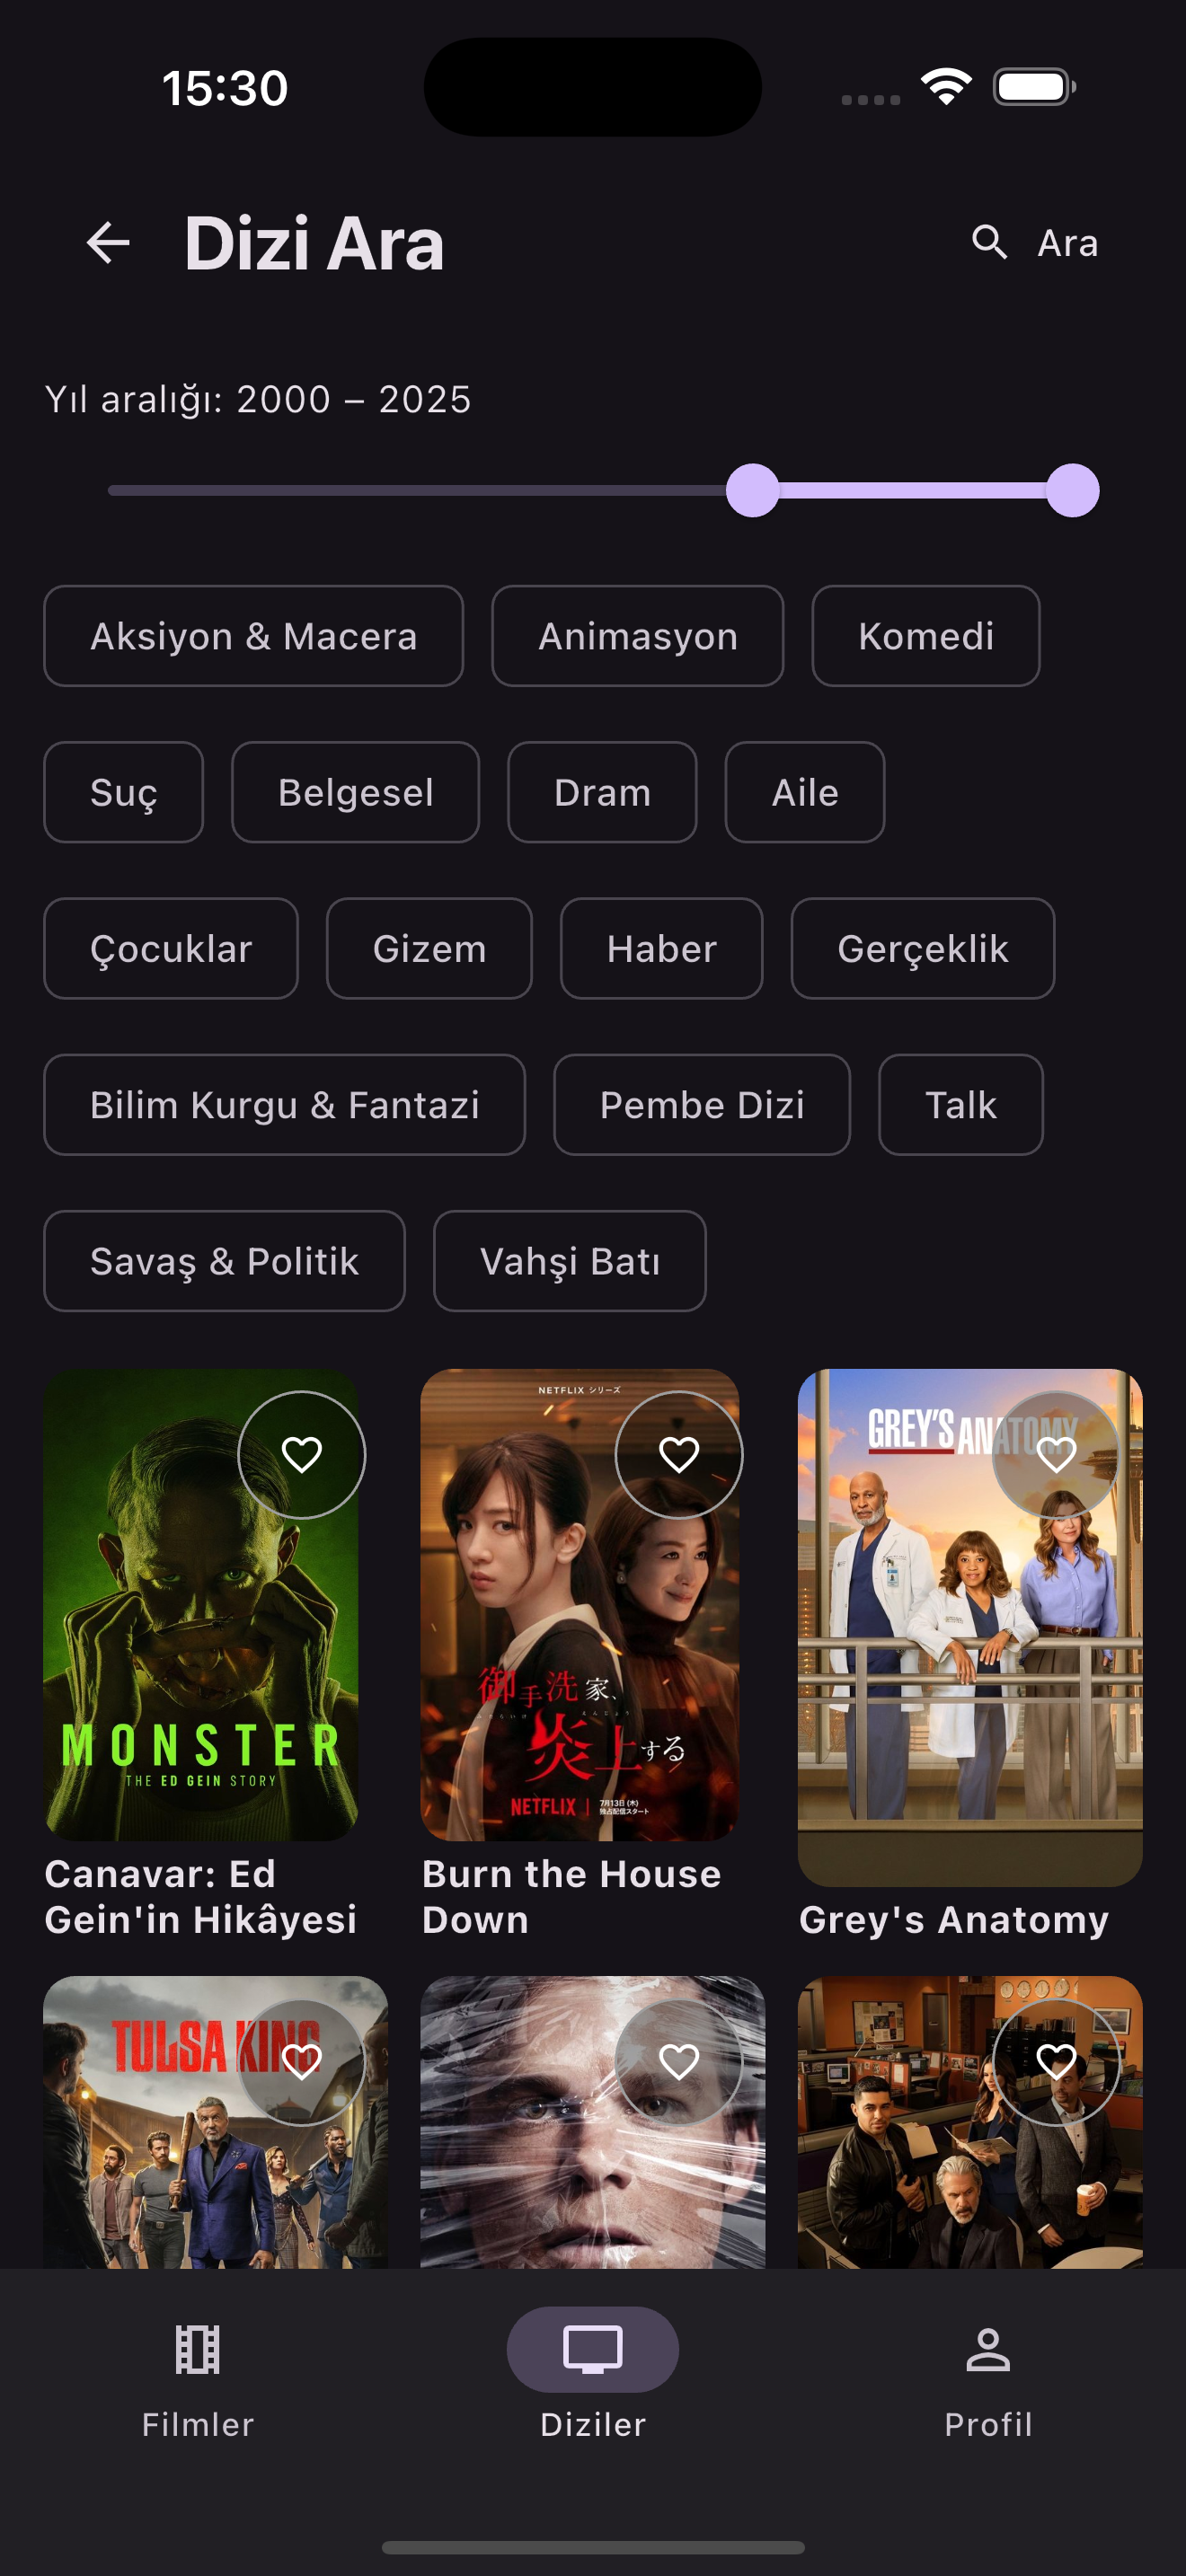 15:30
Dizi Ara
Ara
Yıl aralığı: 2000 – 2025
Aksiyon & Macera
Animasyon
Komedi
Suç
Belgesel
Dram
Aile
Çocuklar
Gizem
Haber
Gerçeklik
Bilim Kurgu & Fantazi
Pembe Dizi
Talk
Savaş & Politik
Vahşi Batı
MONSTER
THE ED GEIN STORY
NETFLIX シリーズ
御手洗家、
炎上する
NETFLIX
7月13日(木)
独占配信スタート
GREY'S ANATOMY
Canavar: Ed
Gein'in Hikâyesi
Burn the House
Down
Grey's Anatomy
TULSA KING
Filmler
Diziler
Profil